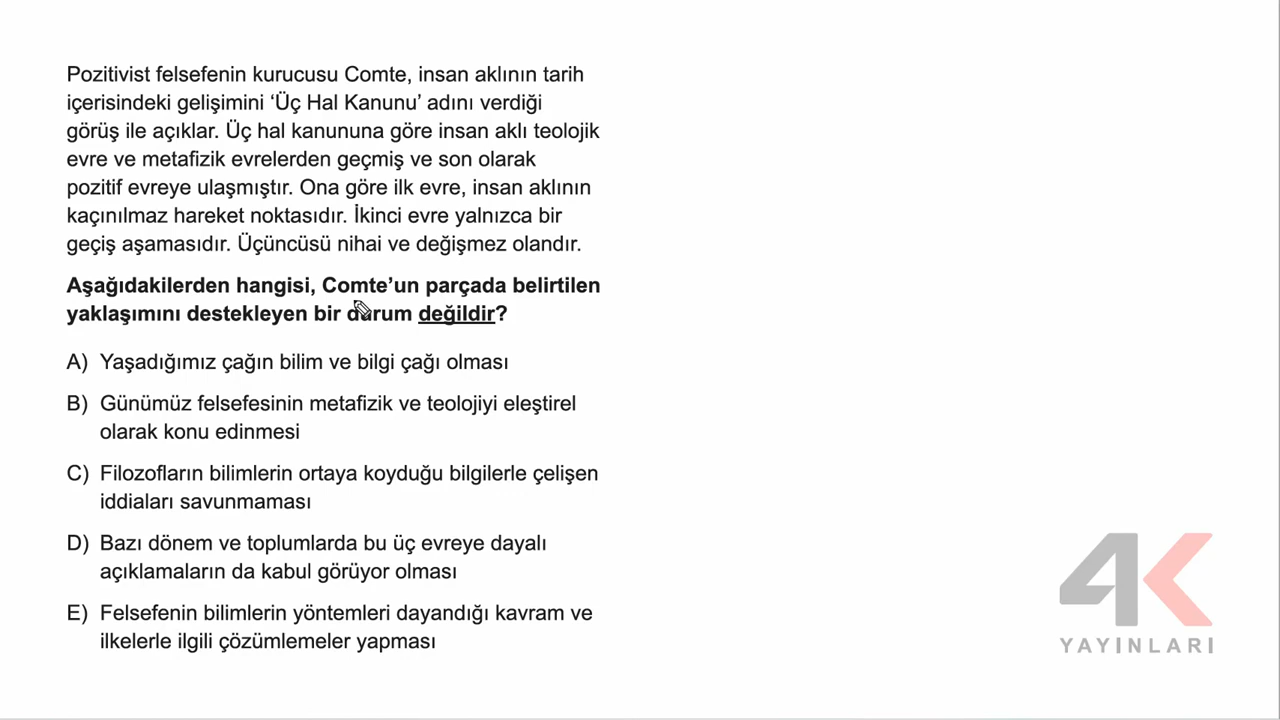 Pozitivist felsefenin kurucusu Comte, insan aklının tarih
içerisindeki gelişimini ‘Üç Hal Kanunu’ adını verdiği
görüş ile açıklar. Üç hal kanununa göre insan aklı teolojik
evre ve metafizik evrelerden geçmiş ve son olarak
pozitif evreye ulaşmıştır. Ona göre ilk evre, insan aklının
kaçınılmaz hareket noktasıdır. İkinci evre yalnızca bir
geçiş aşamasıdır. Üçüncüsü nihai ve değişmez olandır.
Aşağıdakilerden hangisi, Comte’un parçada belirtilen
yaklaşımını destekleyen bir durum değildir?
A) Yaşadığımız çağın bilim ve bilgi çağı olması
B) Günümüz felsefesinin metafizik ve teolojiyi eleştirel
olarak konu edinmesi
C) Filozofların bilimlerin ortaya koyduğu bilgilerle çelişen
iddiaları savunmaması
D) Bazı dönem ve toplumlarda bu üç evreye dayalı
açıklamaların da kabul görüyor olması
E) Felsefenin bilimlerin yöntemleri dayandığı kavram ve
ilkelerle ilgili çözümlemeler yapması
4K
YAYINLARI